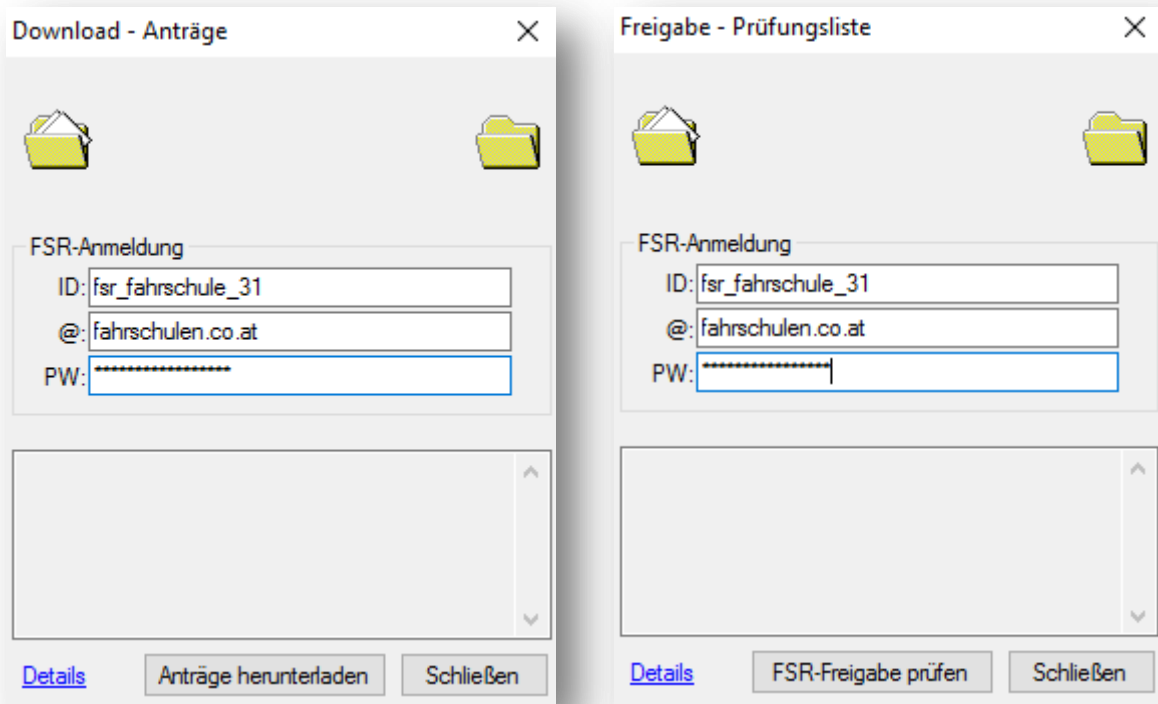 Download - Anträge
FSR-Anmeldung
ID: fsr_fahrschule_31
@: fahrschulen.co.at
PW: *****************
Details
Anträge herunterladen
Schließen
Freigabe - Prüfungsliste
FSR-Anmeldung
ID: fsr_fahrschule_31
@: fahrschulen.co.at
PW: ****************
Details
FSR-Freigabe prüfen
Schließen